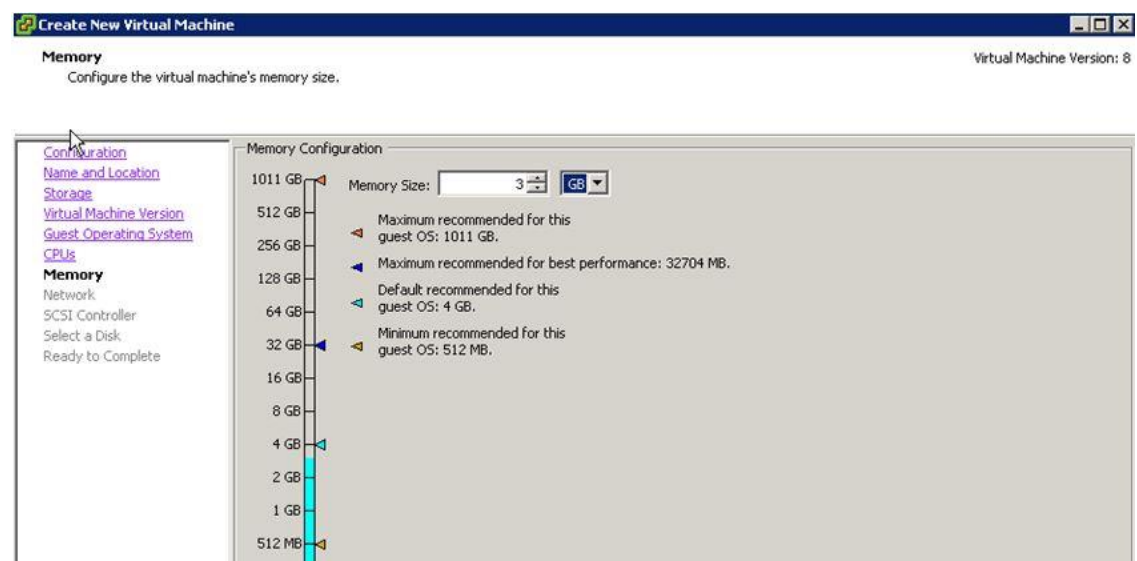 Create New Virtual Machine
Memory
Configure the virtual machine's memory size.
Virtual Machine Version: 8
Configuration
Name and Location
Storage
Virtual Machine Version
Guest Operating System
CPUs
Memory
Network
SCSI Controller
Select a Disk
Ready to Complete
Memory Configuration
1011 GB
512 GB
256 GB
128 GB
64 GB
32 GB
16 GB
8 GB
4 GB
2 GB
1 GB
512 MB
Memory Size: 3 GB
Maximum recommended for this
guest OS: 1011 GB.
Maximum recommended for best performance: 32704 MB.
Default recommended for this
guest OS: 4 GB.
Minimum recommended for this
guest OS: 512 MB.